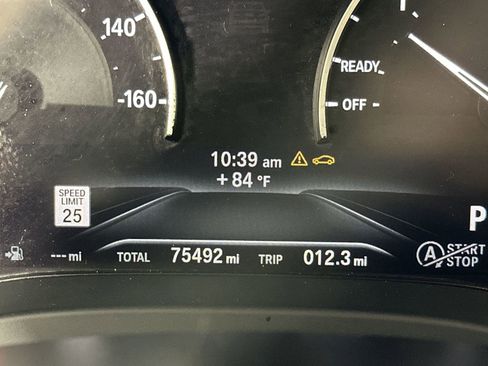 140
160
1
READY
OFF
10:39 am
+ 84 °F
SPEED
LIMIT
25
--- mi
TOTAL 75492 mi TRIP 012.3 mi
P
A START
STOP